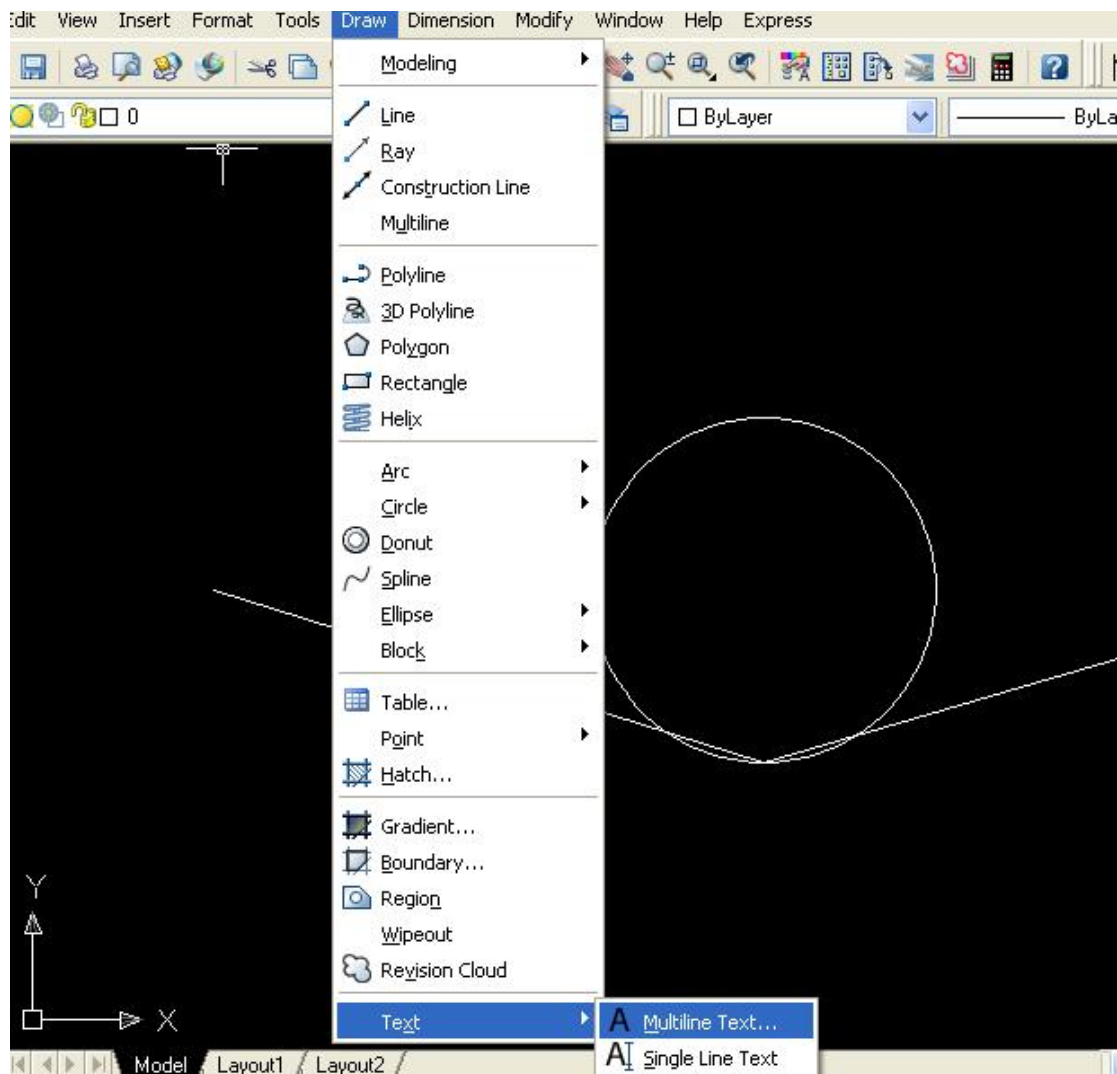 Edit View Insert Format Tools Draw Dimension Modify Window Help Express
0
ByLayer
ByLa
Modeling
Line
Ray
Construction Line
Multiline
Polyline
3D Polyline
Polygon
Rectangle
Helix
Arc
Circle
Donut
Spline
Ellipse
Block
Table...
Point
Hatch...
Gradient...
Boundary...
Region
Wipeout
Revision Cloud
Text
Multiline Text...
Single Line Text
Y
X
Model Layout1 Layout2